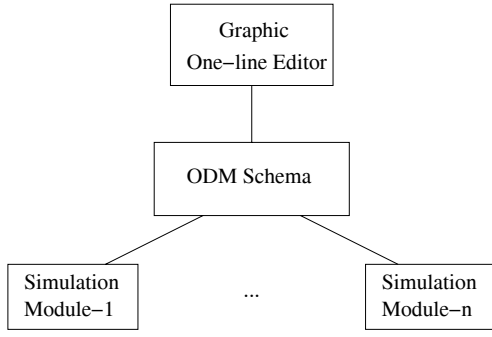 Graphic
One−line Editor
ODM Schema
Simulation
Module−1
...
Simulation
Module−n